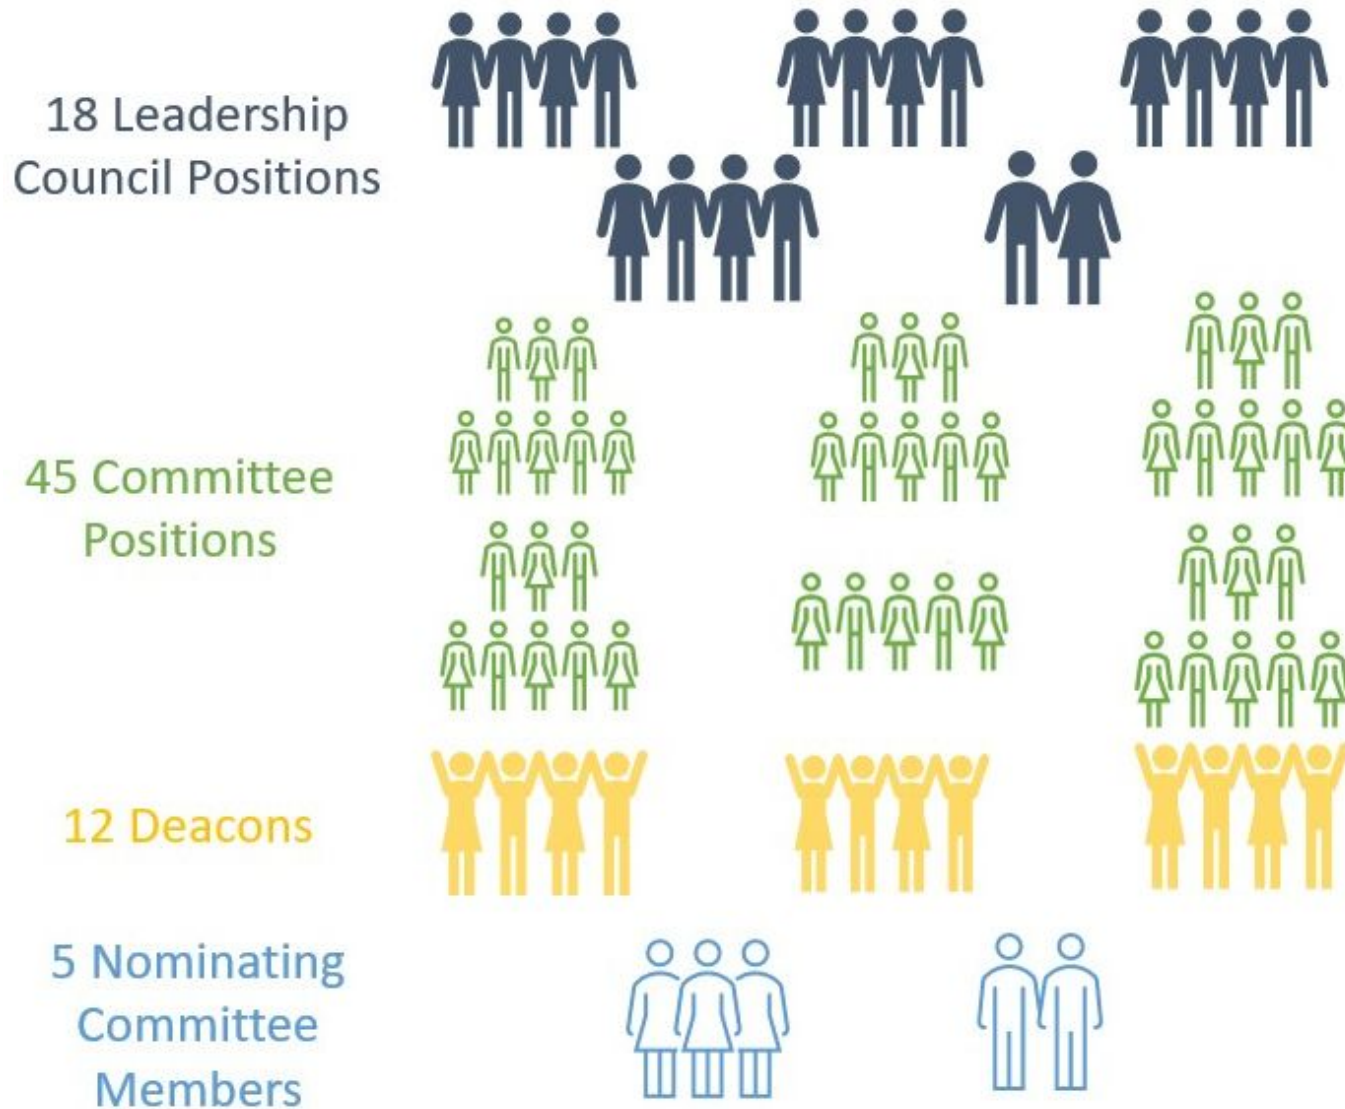 18 Leadership
Council Positions
45 Committee
Positions
12 Deacons
5 Nominating
Committee
Members